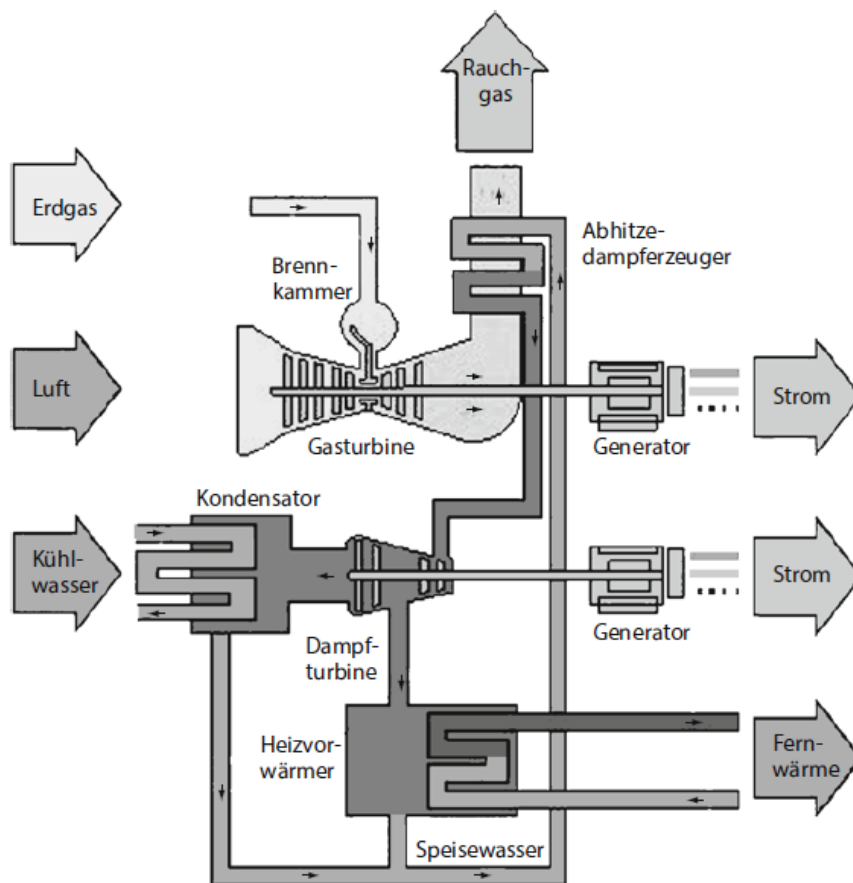 Rauch-
gas
Erdgas
Brenn-
kammer
Abhitze-
dampferzeuger
Luft
Gasturbine
Generator
Strom
Kondensator
Kühl-
wasser
Dampf-
turbine
Generator
Strom
Heizvor-
wärmer
Fern-
wärme
Speisewasser